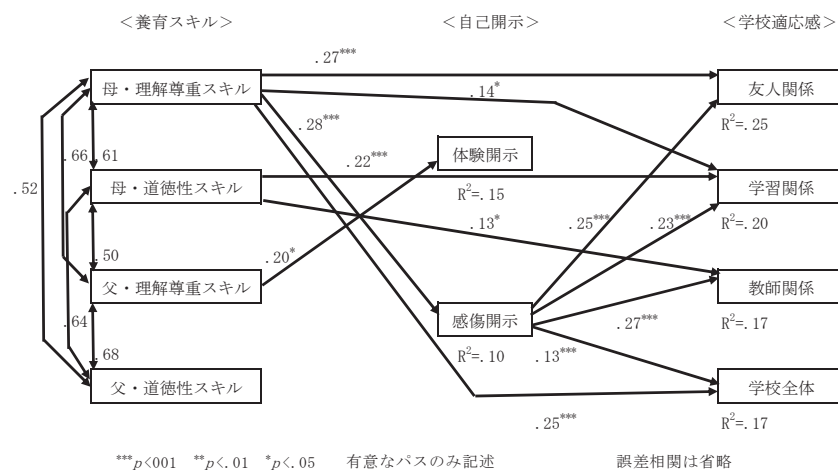 ＜養育スキル＞ ＜自己開示＞ ＜学校適応感＞
.27***
母・理解尊重スキル 友人関係
.14*
.28*** R²=.25
.66 .61 .22*** 体験開示
.52 母・道徳性スキル R²=.15 学習関係
.13* .25*** .23*** R²=.20
.50 .20*
父・理解尊重スキル 教師関係
.64 感傷開示 .27*** R²=.17
.68 R²=.10 .13***
父・道徳性スキル 学校全体
.25*** R²=.17
***p<001 **p<.01 *p<.05 有意なパスのみ記述 誤差相関は省略